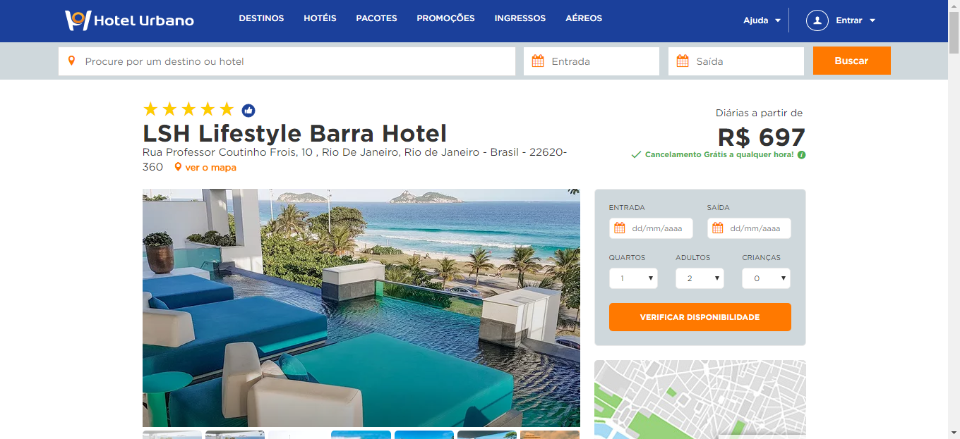 Hotel Urbano
DESTINOS HOTÉIS PACOTES PROMOÇÕES INGRESSOS AÉREOS
Ajuda Entrar
Procure por um destino ou hotel
Entrada
Saída
Buscar
LSH Lifestyle Barra Hotel
Rua Professor Coutinho Frois, 10 , Rio De Janeiro, Rio de Janeiro - Brasil - 22620-
360 ver o mapa
Diárias a partir de
R$ 697
Cancelamento Grátis a qualquer hora!
ENTRADA SAÍDA
dd/mm/aaaa dd/mm/aaaa
QUARTOS ADULTOS CRIANÇAS
1 2 0
VERIFICAR DISPONIBILIDADE